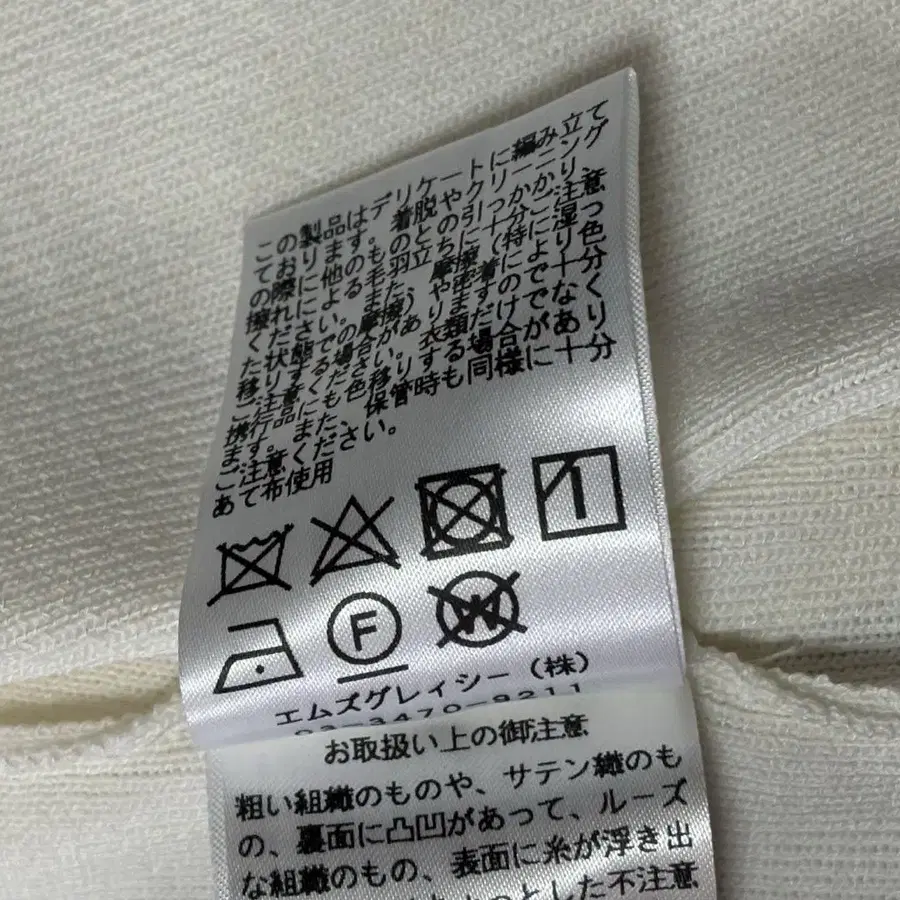 この製品はデリケートに編み立て
ております。着脱やクリーニング
の際に他のものとの引っかかり、
擦れによる毛羽立ちに十分ご注意
ください。また摩擦(特に湿っ
た状態での摩擦)や密着により色
移りする場合がありますので十分
ご注意ください。衣類だけでなく
携行品にも色移りする場合があり
ます。また、保管時も同様に十分
ご注意ください。
あて布使用
F W
エムズグレイシー(株)
03-3470-8211
お取扱い上の御注意
粗い組織のものや、サテン織のも
の、裏面に凸凹があって、ルーズ
な組織のもの、表面に糸が浮き出
ょっとした不注意